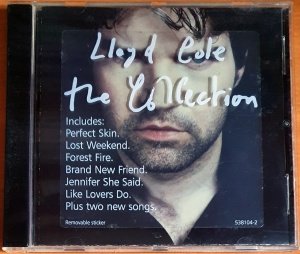 Lloyd Cole
the Collection
Includes:
Perfect Skin.
Lost Weekend.
Forest Fire.
Brand New Friend.
Jennifer She Said.
Like Lovers Do.
Plus two new songs.
Removable sticker
538104-2